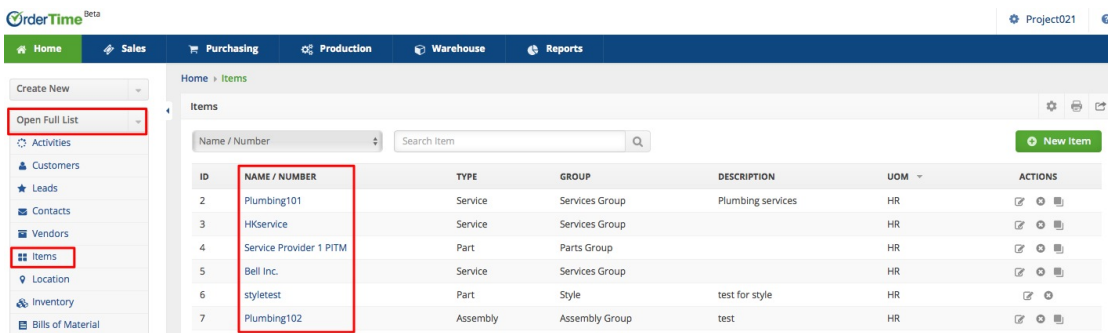 OrderTime Beta
Project021
Home Sales Purchasing Production Warehouse Reports
Create New
Open Full List
Activities
Customers
Leads
Contacts
Vendors
Items
Location
Inventory
Bills of Material
Home Items
Items
Name / Number Search Item New Item
ID NAME / NUMBER TYPE GROUP DESCRIPTION UOM ACTIONS
2 Plumbing101 Service Services Group Plumbing services HR
3 HKservice Service Services Group HR
4 Service Provider 1 PITM Part Parts Group HR
5 Bell Inc. Service Services Group HR
6 styletest Part Style test for style HR
7 Plumbing102 Assembly Assembly Group test HR